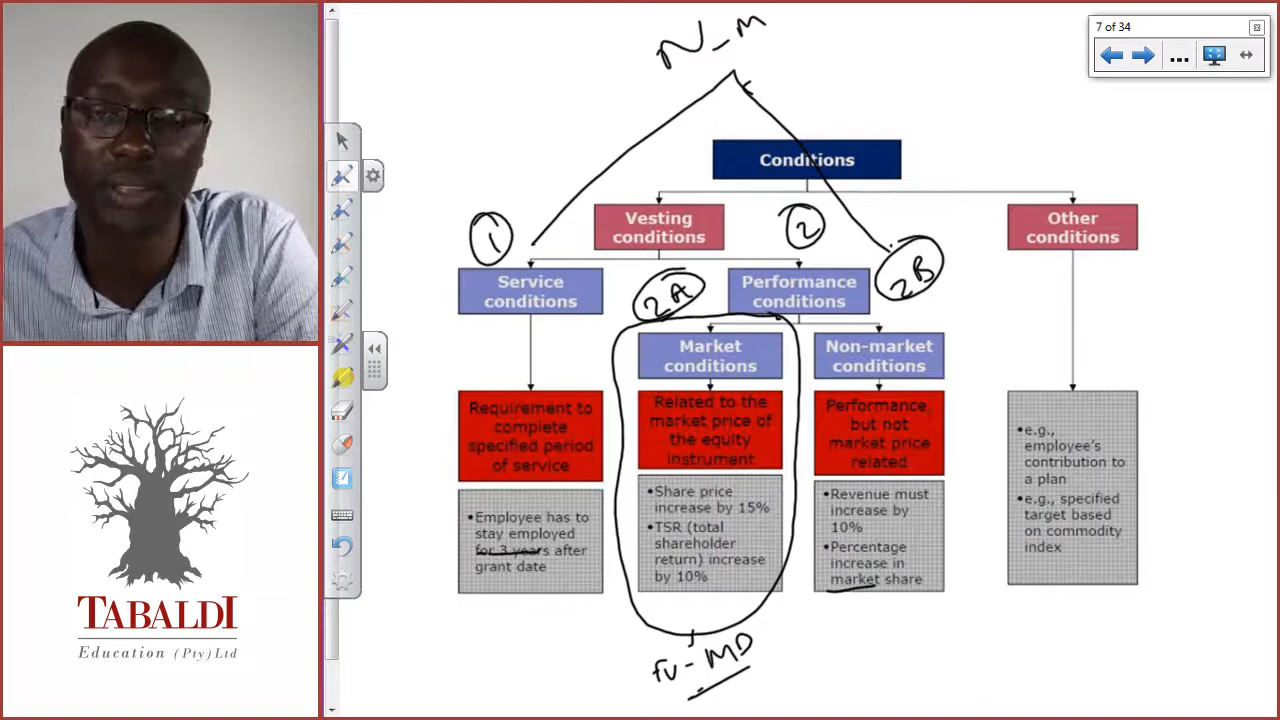 7 of 34
N-m
Conditions
Vesting
conditions
Other
conditions
1
2
Service
conditions
2A
Performance
conditions
2B
Market
conditions
Non-market
conditions
Requirement to
complete
specified period
of service
Related to the
market price of
the equity
instrument
Performance,
but not
market price
related
•Employee has to
stay employed
for 3 years after
grant date
•Share price
increase by 15%
•TSR (total
shareholder
return) increase
by 10%
•Revenue must
increase by
10%
•Percentage
increase in
market share
•e.g.,
employee's
contribution to
a plan
•e.g., specified
target based
on commodity
index
fv-MD
TABALDI
Education (Pty) Ltd